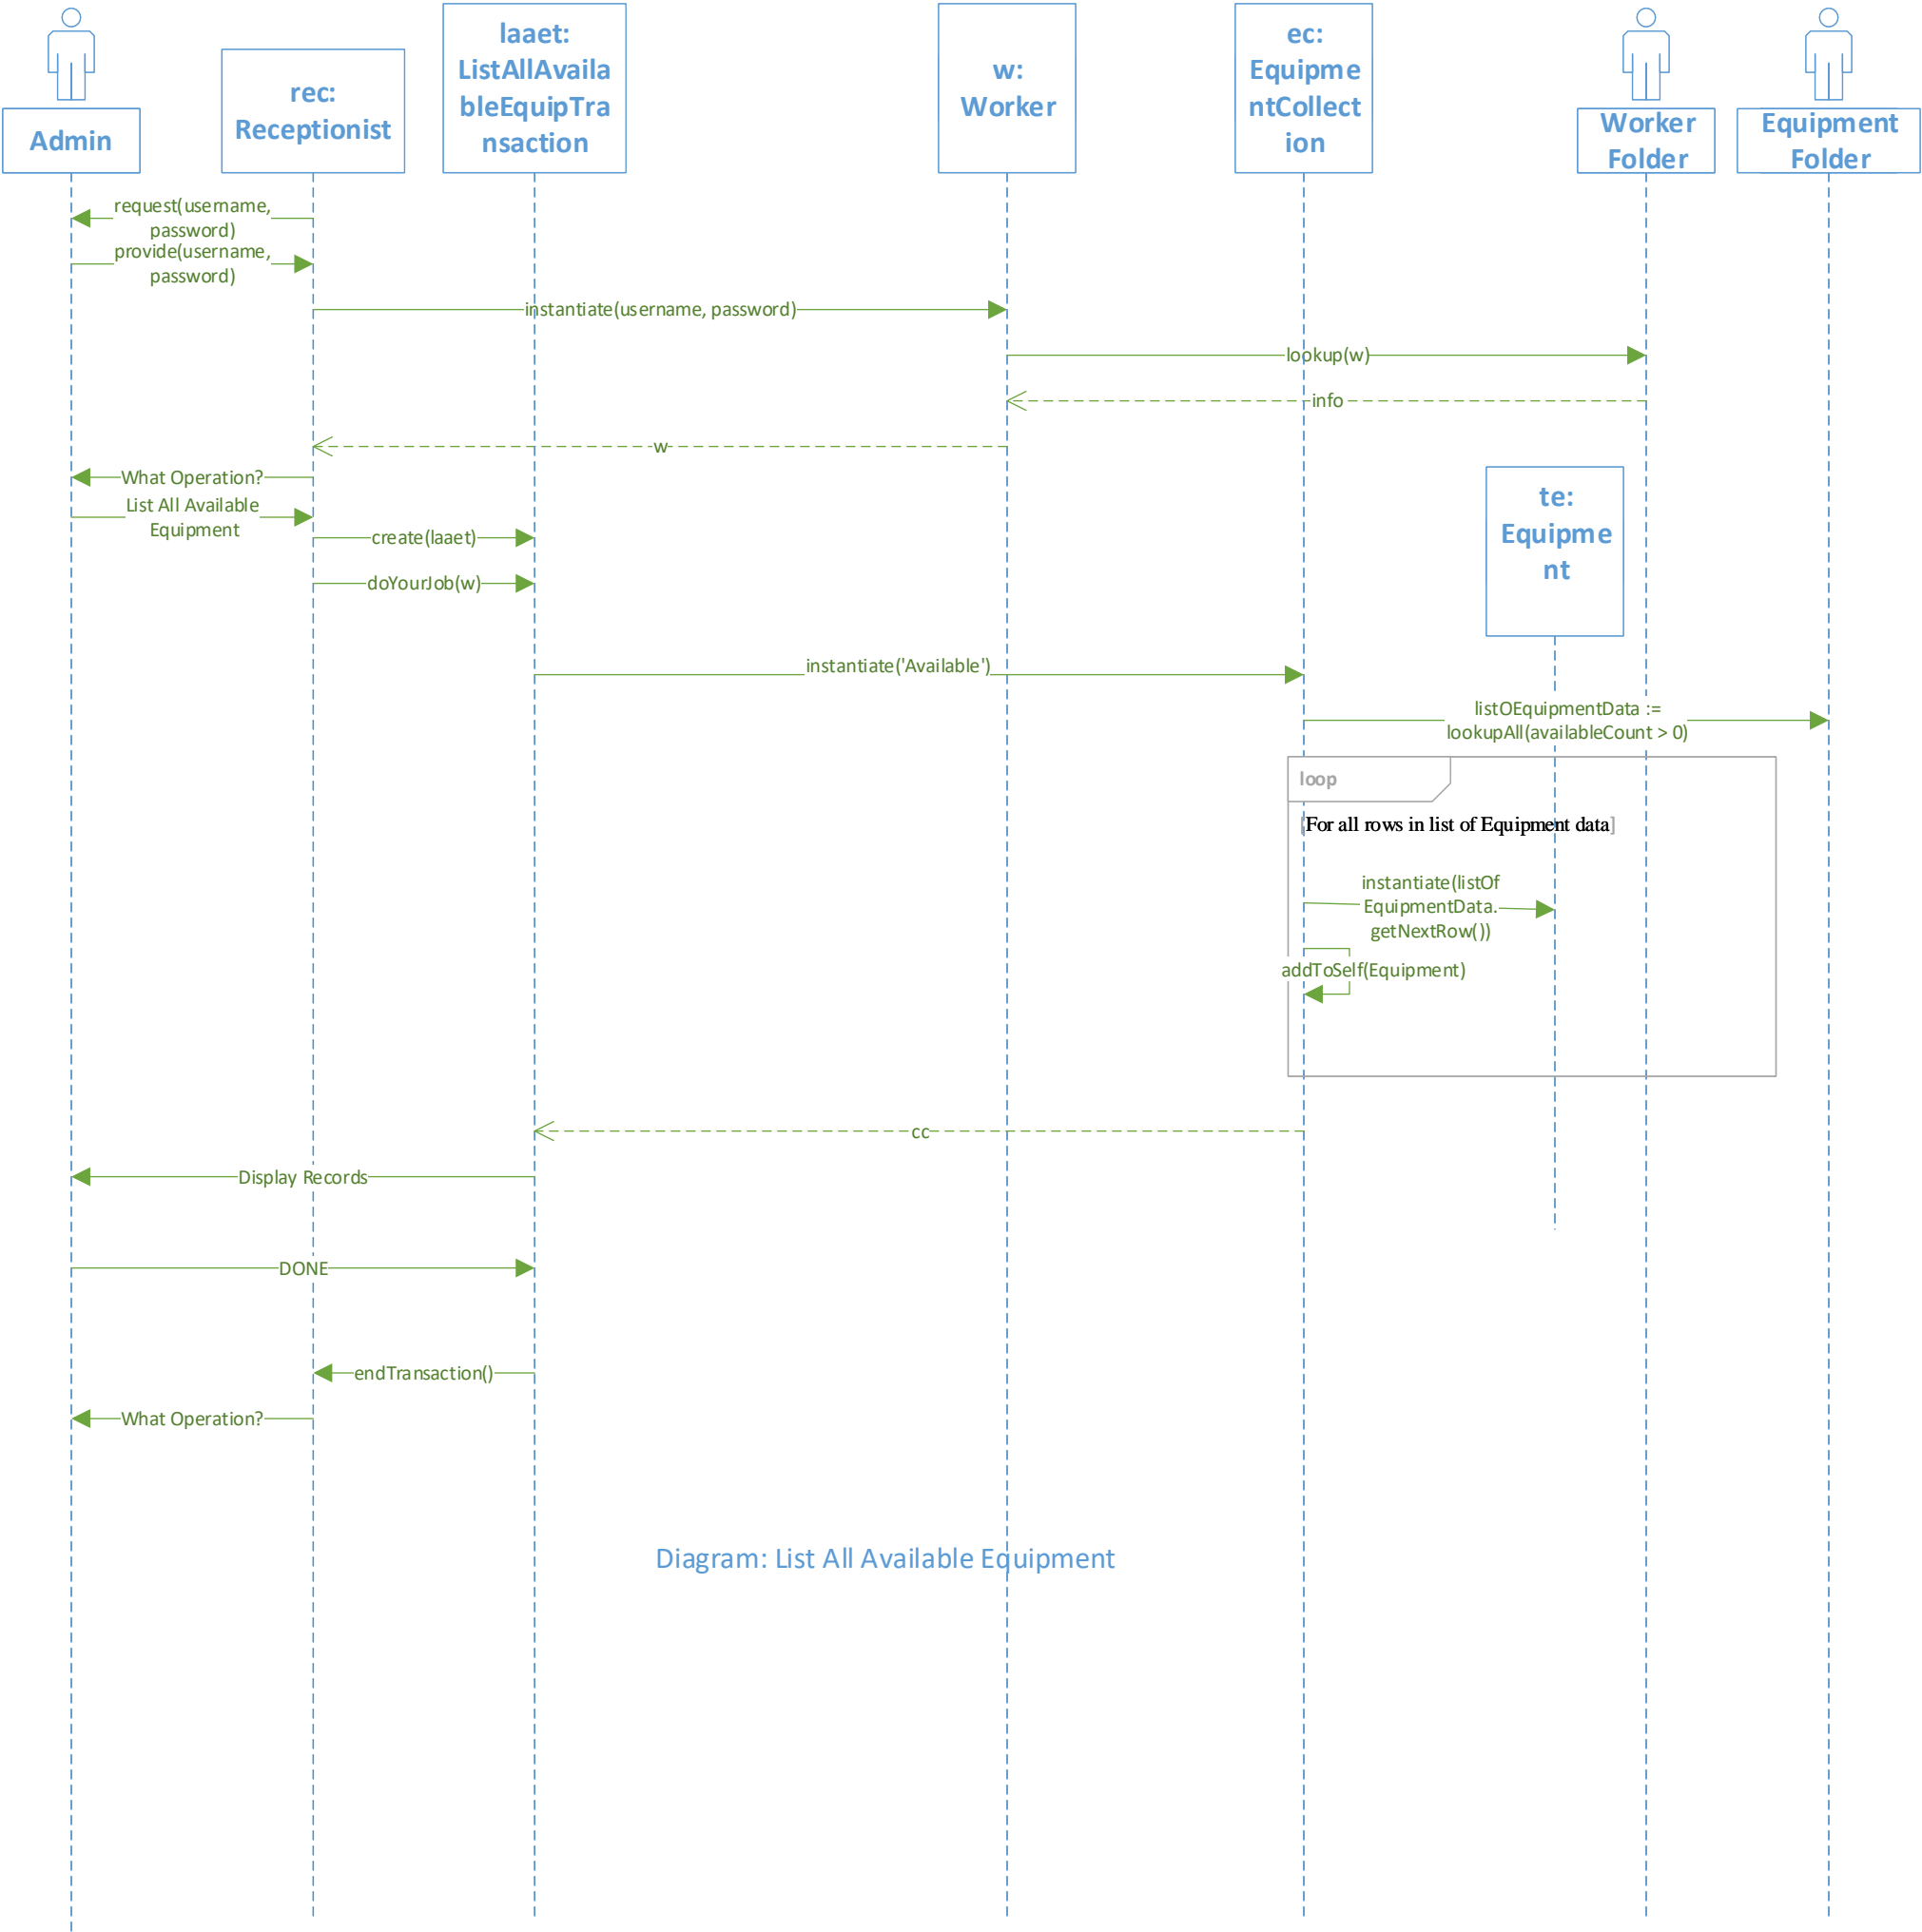 Admin
rec:
Receptionist
laaet:
ListAllAvaila
bleEquipTra
nsaction
w:
Worker
ec:
Equipme
ntCollect
ion
Worker
Folder
Equipment
Folder
request(username,
password)
provide(username,
password)
instantiate(username, password)
lookup(w)
info
w
What Operation?
List All Available
Equipment
te:
Equipme
nt
create(laaet)
doYourJob(w)
instantiate('Available')
listOEquipmentData :=
lookupAll(availableCount > 0)
loop
[For all rows in list of Equipment data]
instantiate(listOf
EquipmentData.
getNextRow())
addToSelf(Equipment)
cc
Display Records
DONE
endTransaction()
What Operation?
Diagram: List All Available Equipment